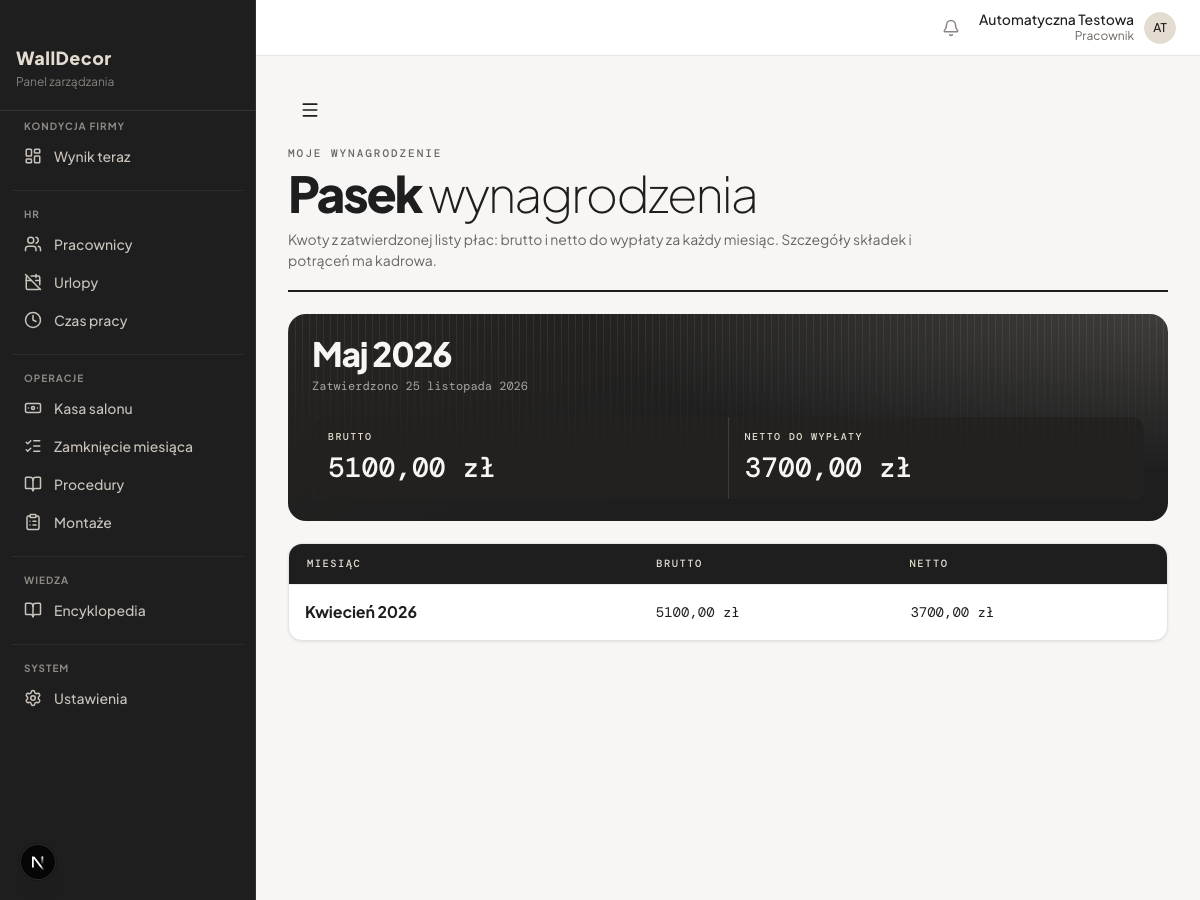 WallDecor
Panel zarządzania
KONDYCJA FIRMY
Wynik teraz
HR
Pracownicy
Urlopy
Czas pracy
OPERACJE
Kasa salonu
Zamknięcie miesiąca
Procedury
Montaże
WIEDZA
Encyklopedia
SYSTEM
Ustawienia
N
Automatyczna Testowa
Pracownik
AT
MOJE WYNAGRODZENIE
Pasek wynagrodzenia
Kwoty z zatwierdzonej listy płac: brutto i netto do wypłaty za każdy miesiąc. Szczegóły składek i
potrąceń ma kadrowa.
Maj 2026
Zatwierdzono 25 listopada 2026
BRUTTO
5100,00 zł
NETTO DO WYPŁATY
3700,00 zł
MIESIĄC BRUTTO NETTO
Kwiecień 2026 5100,00 zł 3700,00 zł